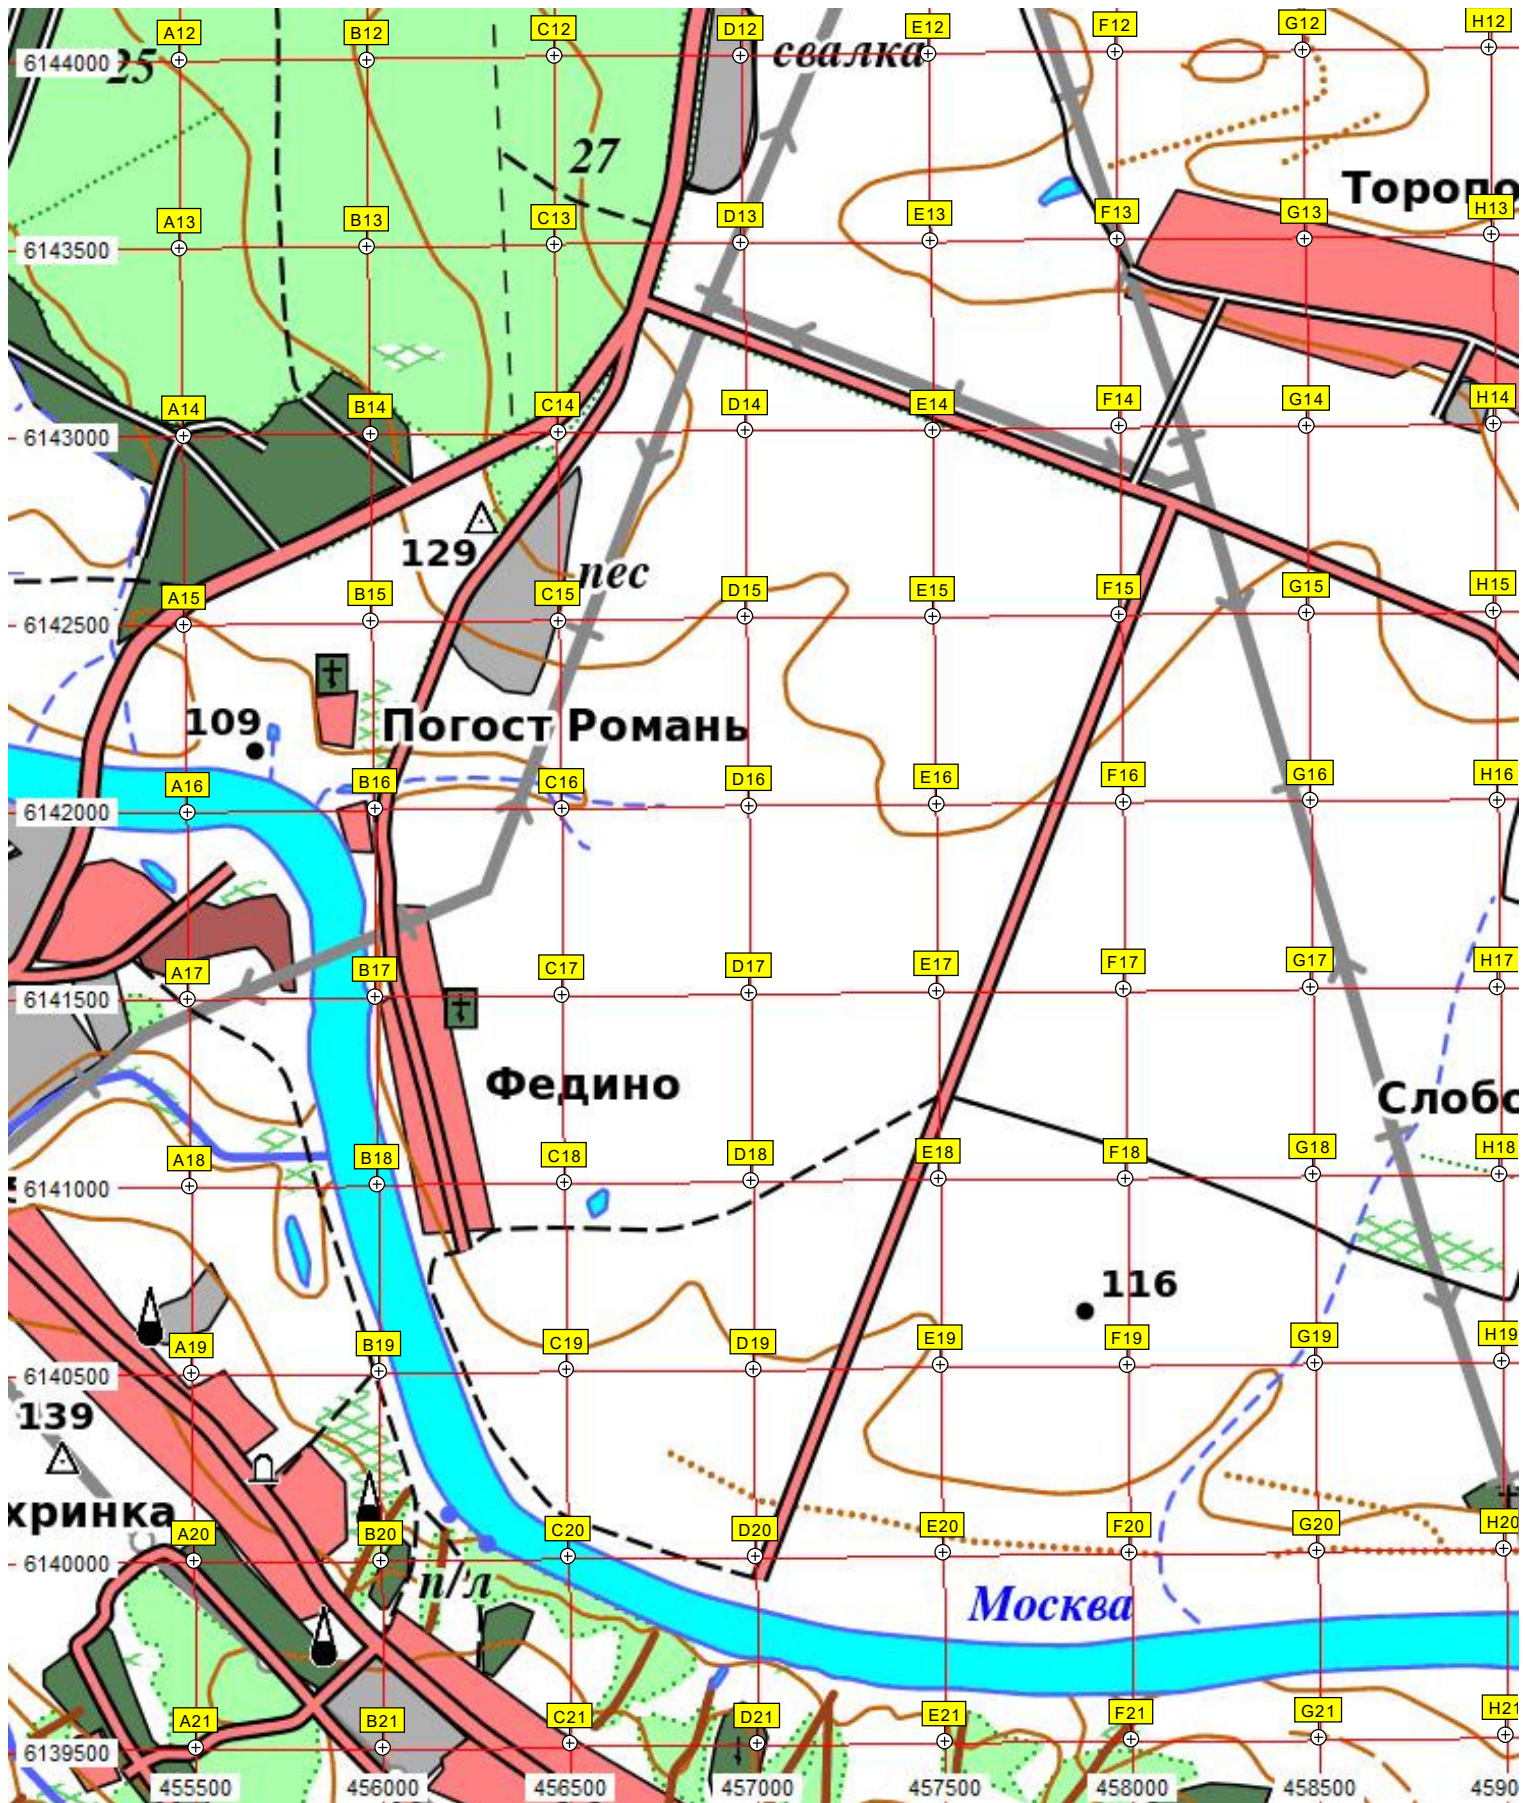 A12 B12 C12 D12 E12 F12 G12 H12
6144000 25 свалка
27
A13 B13 C13 D13 E13 F13 G13 H13
Торопо
6143500
A14 B14 C14 D14 E14 F14 G14 H14
6143000
129 пес
A15 B15 C15 D15 E15 F15 G15 H15
6142500
109 Погост Романь
A16 B16 C16 D16 E16 F16 G16 H16
6142000
A17 B17 C17 D17 E17 F17 G17 H17
6141500
Федино Слобо
A18 B18 C18 D18 E18 F18 G18 H18
6141000
116
A19 B19 C19 D19 E19 F19 G19 H19
6140500
139
хринка
A20 B20 C20 D20 E20 F20 G20 H20
6140000
п/л Москва
A21 B21 C21 D21 E21 F21 G21 H21
6139500
455500 456000 456500 457000 457500 458000 458500 4590